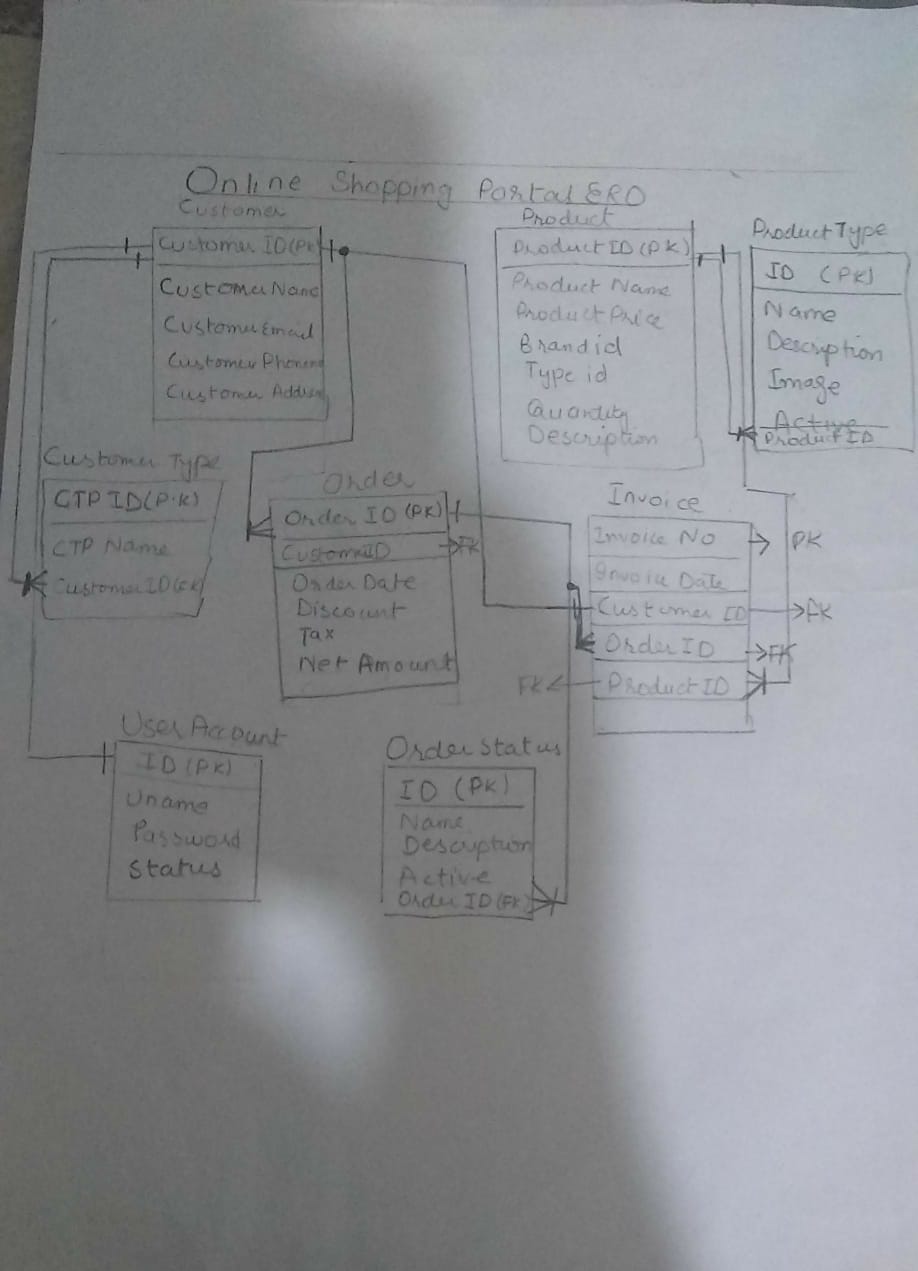 Online Shopping Portal ERD
Customer
Customer ID (PK)
Customer Name
Customer Email
Customer Phone
Customer Address
Product
Product ID (PK)
Product Name
Product Price
Brand id
Type id
Quantity
Description
Product Type
ID (PK)
Name
Description
Image
Active
Product ID
Customer Type
CTP ID (P.K)
CTP Name
Customer ID (FK)
Order
Order ID (PK)
Customer ID FK
Order Date
Discount
Tax
Net Amount
Invoice
Invoice No PK
Invoice Date
Customer ID FK
Order ID FK
FK Product ID
User Account
ID (PK)
Uname
Password
Status
Order Status
ID (PK)
Name
Description
Active
Order ID (FK)